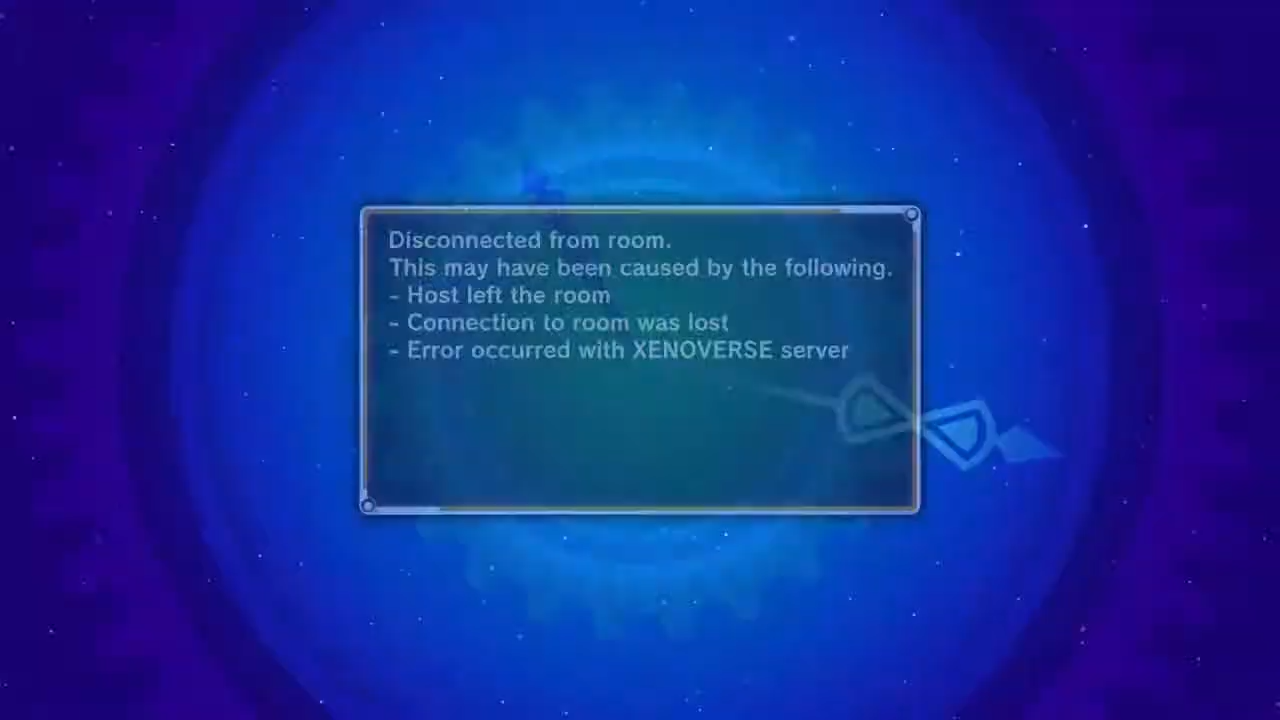 Disconnected from room.
This may have been caused by the following.
- Host left the room
- Connection to room was lost
- Error occurred with XENOVERSE server